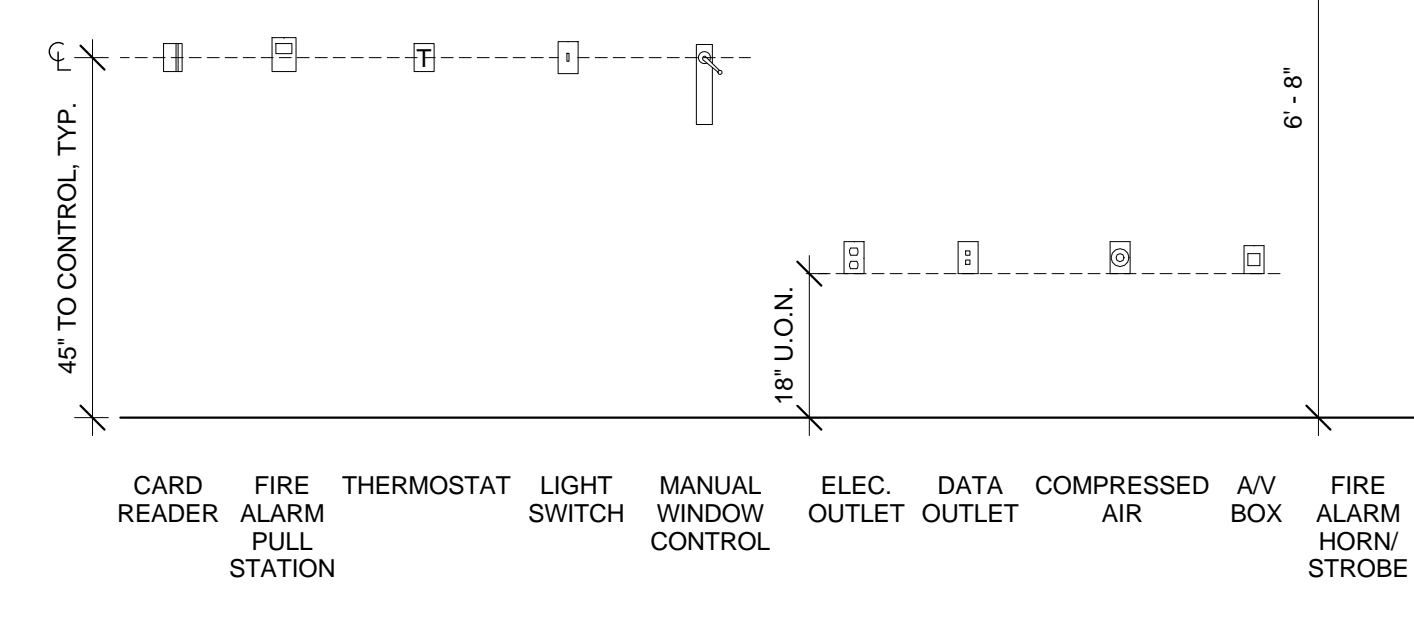 ℄
T
45" TO CONTROL, TYP.
6' - 8"
18" U.O.N.
CARD
READER
FIRE
ALARM
PULL
STATION
THERMOSTAT
LIGHT
SWITCH
MANUAL
WINDOW
CONTROL
ELEC.
OUTLET
DATA
OUTLET
COMPRESSED
AIR
A/V
BOX
FIRE
ALARM
HORN/
STROBE